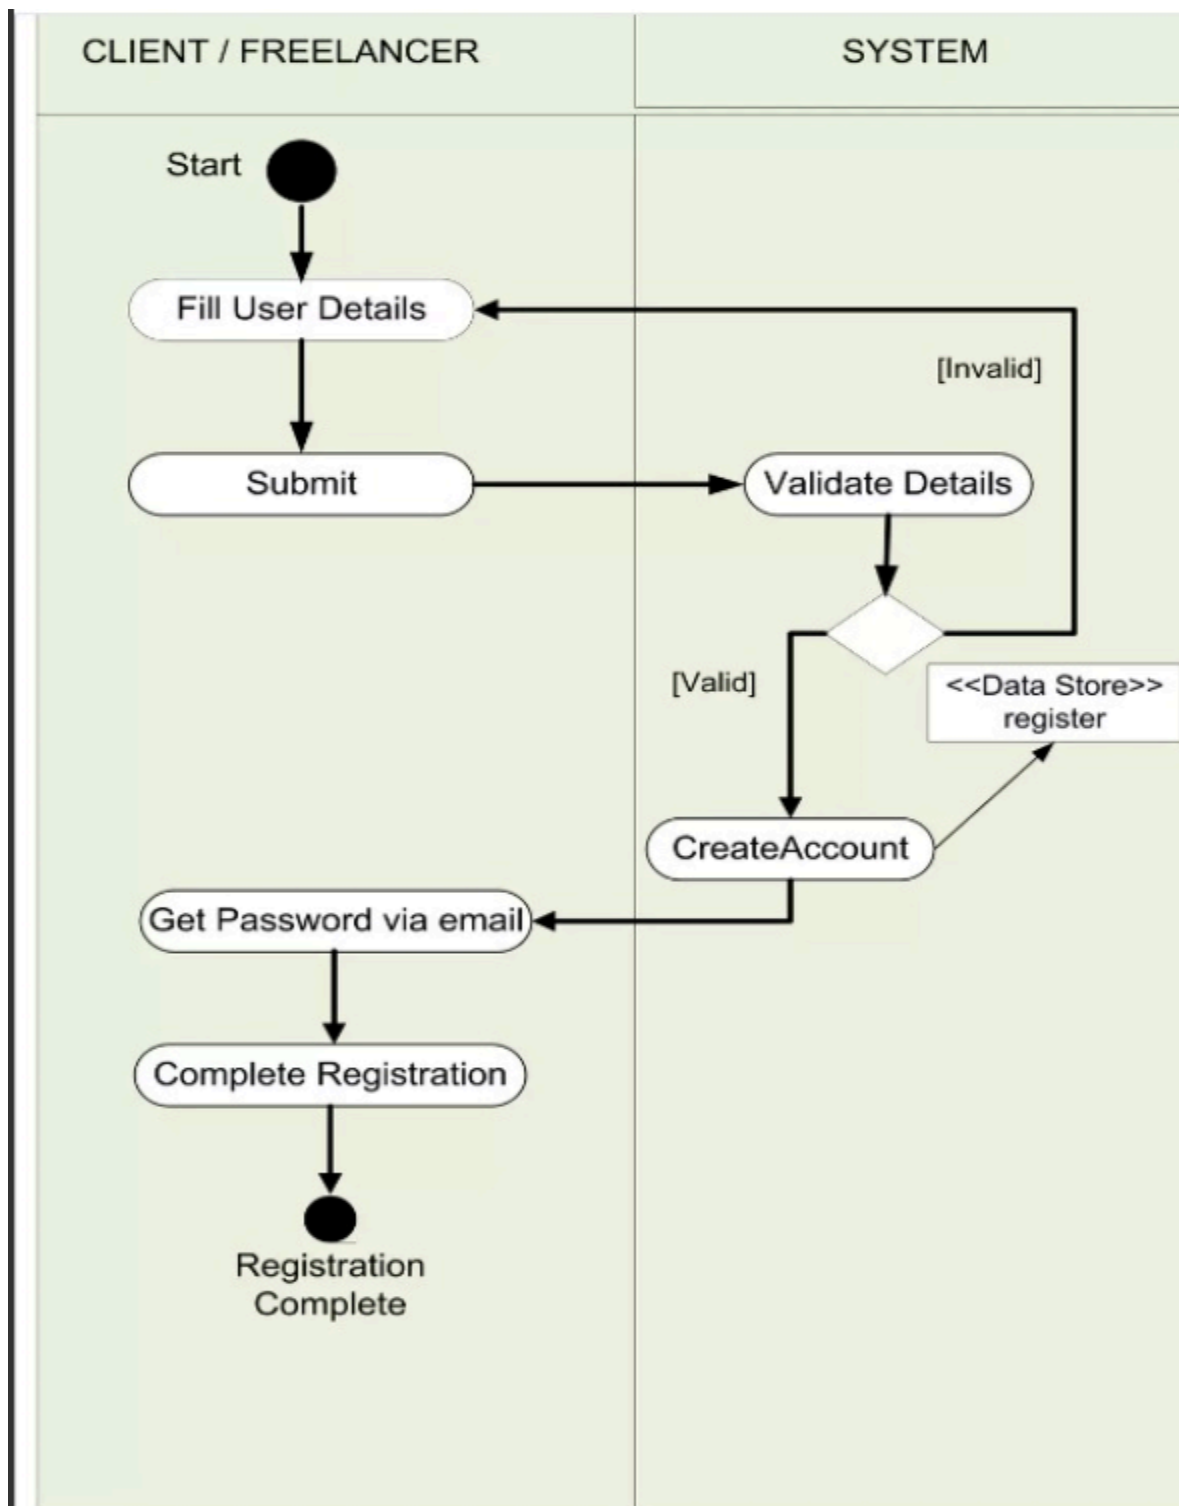 CLIENT / FREELANCER
SYSTEM
Start
Fill User Details
[Invalid]
Submit
Validate Details
[Valid]
<<Data Store>>
register
CreateAccount
Get Password via email
Complete Registration
Registration
Complete